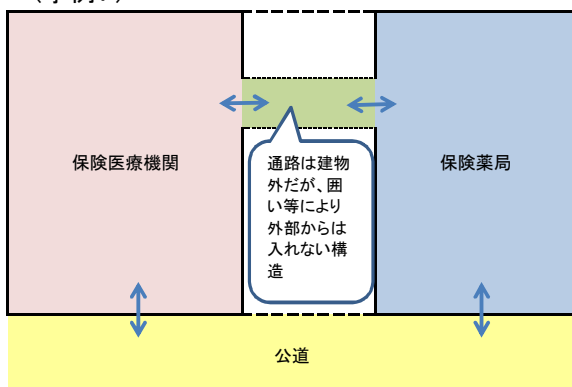 保険医療機関
通路は建物
外だが、囲
い等により
外部からは
入れない構
造
保険薬局
公道